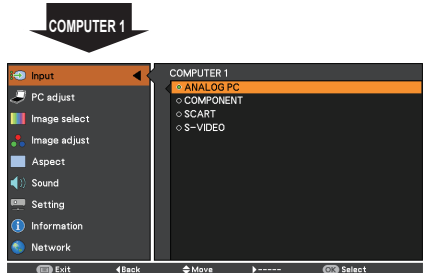 COMPUTER 1
Input
PC adjust
Image select
Image adjust
Aspect
Sound
Setting
Information
Network
COMPUTER 1
ANALOG PC
COMPONENT
SCART
S-VIDEO
Exit Back Move ----- OK Select